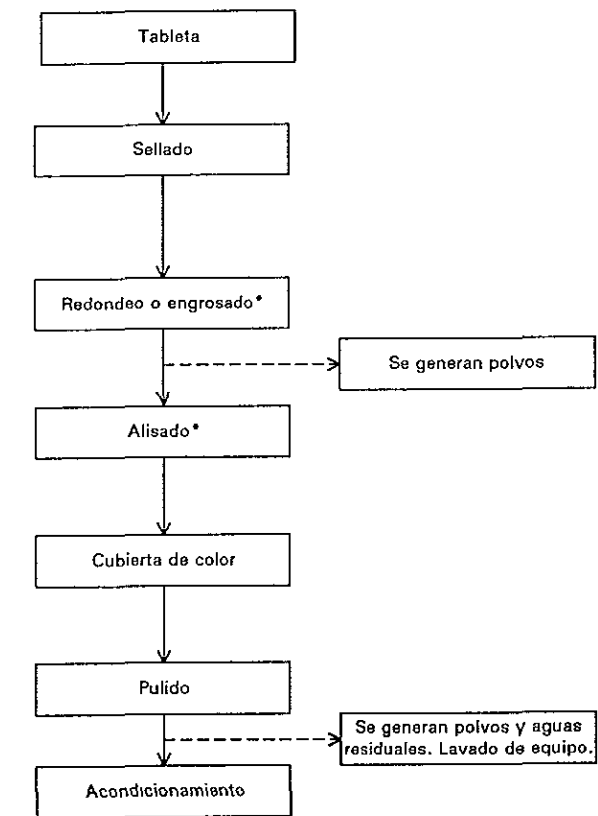 Tableta
Sellado
Redondeo o engrosado*
Se generan polvos
Alisado*
Cubierta de color
Pulido
Se generan polvos y aguas
residuales. Lavado de equipo.
Acondicionamiento